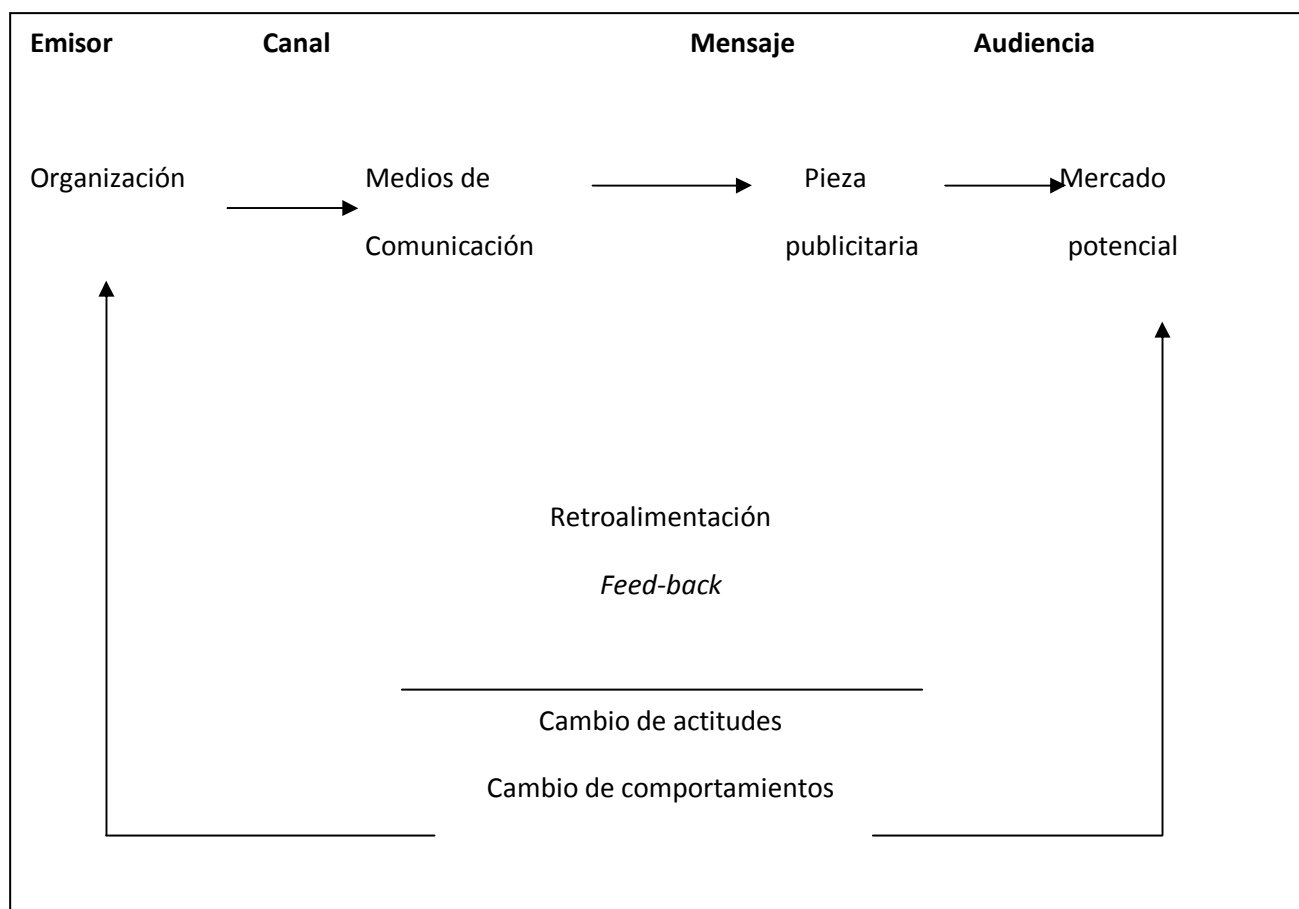 Emisor Canal Mensaje Audiencia
Organización Medios de Pieza Mercado
Comunicación publicitaria potencial
Retroalimentación
Feed-back
Cambio de actitudes
Cambio de comportamientos